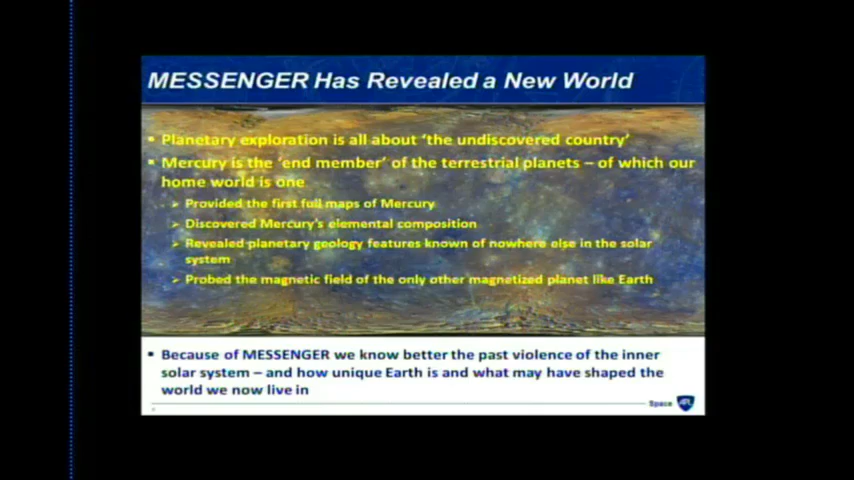 MESSENGER Has Revealed a New World
▪ Planetary exploration is all about ‘the undiscovered country’
▪ Mercury is the ‘end member’ of the terrestrial planets – of which our
home world is one
➢ Provided the first full maps of Mercury
➢ Discovered Mercury's elemental composition
➢ Revealed planetary geology features known of nowhere else in the solar
system
➢ Probed the magnetic field of the only other magnetized planet like Earth
▪ Because of MESSENGER we know better the past violence of the inner
solar system – and how unique Earth is and what may have shaped the
world we now live in
Space APL